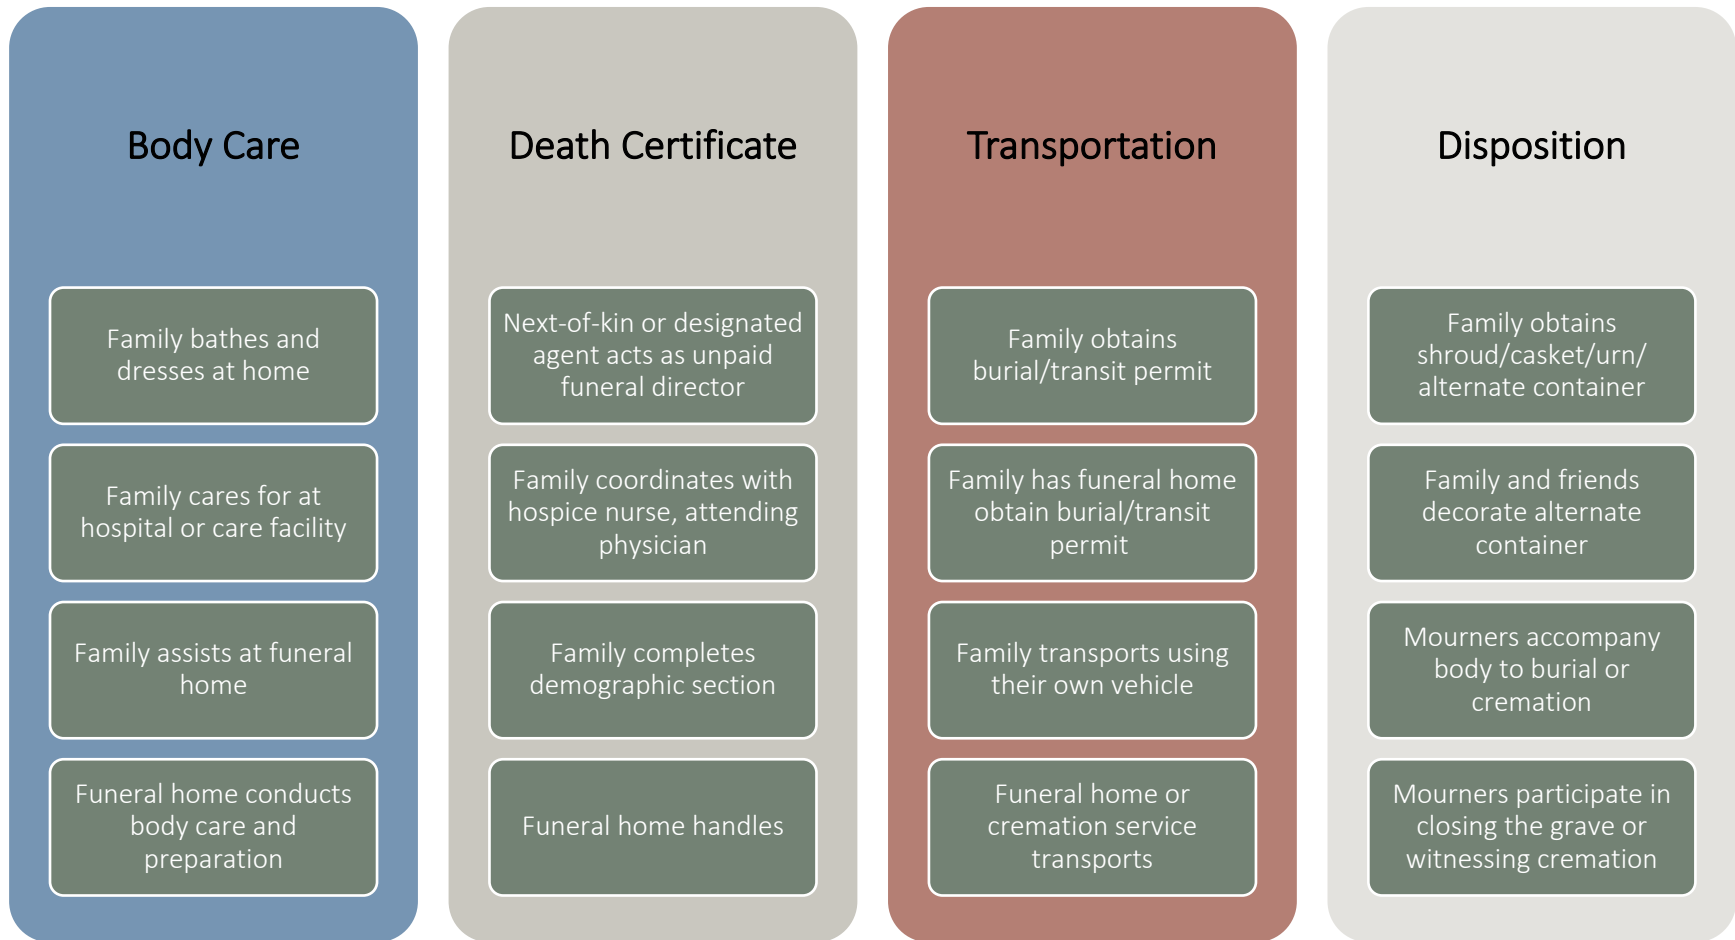 Body Care
Family bathes and
dresses at home
Family cares for at
hospital or care facility
Family assists at funeral
home
Funeral home conducts
body care and
preparation
Death Certificate
Next-of-kin or designated
agent acts as unpaid
funeral director
Family coordinates with
hospice nurse, attending
physician
Family completes
demographic section
Funeral home handles
Transportation
Family obtains
burial/transit permit
Family has funeral home
obtain burial/transit
permit
Family transports using
their own vehicle
Funeral home or
cremation service
transports
Disposition
Family obtains
shroud/casket/urn/
alternate container
Family and friends
decorate alternate
container
Mourners accompany
body to burial or
cremation
Mourners participate in
closing the grave or
witnessing cremation